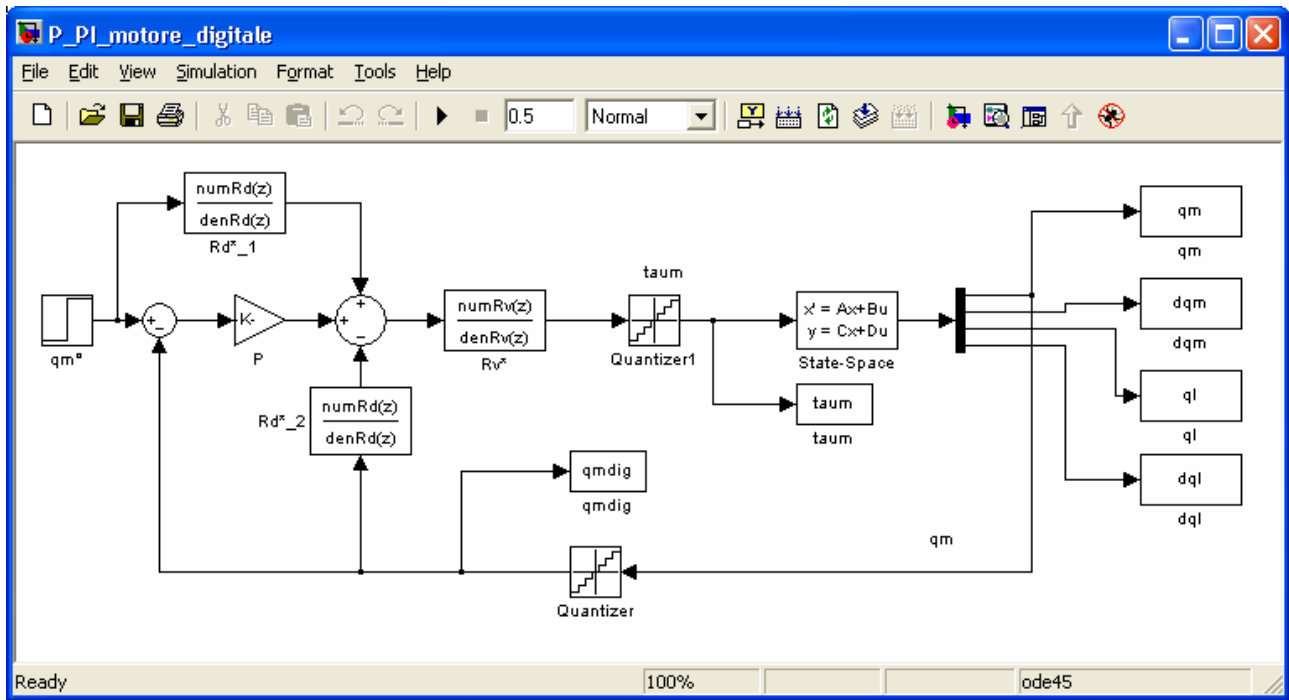 P_PI_motore_digitale
File Edit View Simulation Format Tools Help
0.5 Normal
numRd(z)
denRd(z)
Rd*_1
qm°
+
-
K-
P
+
+
-
numRv(z)
denRv(z)
Rv*
taum
Quantizer1
x' = Ax+Bu
y = Cx+Du
State-Space
taum
taum
Rd*_2
numRd(z)
denRd(z)
qmdig
qmdig
Quantizer
qm
qm
qm
dqm
dqm
ql
ql
dql
dql
Ready 100% ode45